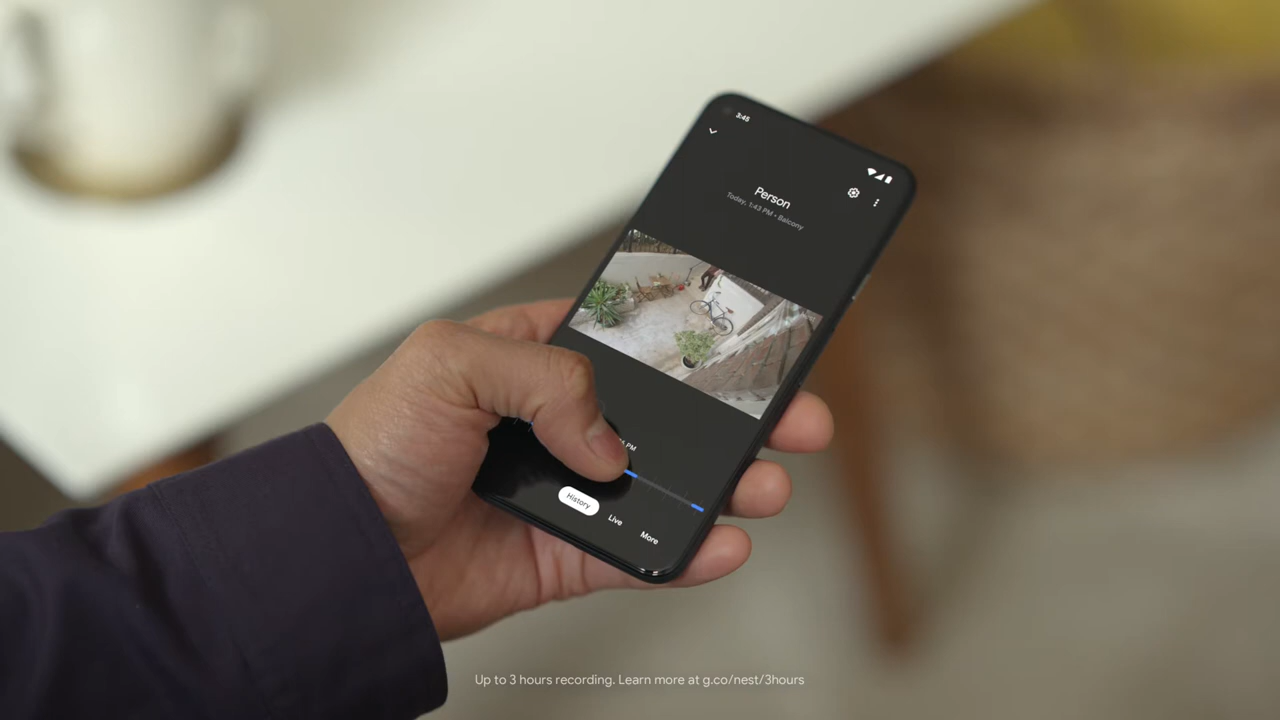 3:45
Person
Today, 1:43 PM • Balcony
PM
History
Live
More
Up to 3 hours recording. Learn more at g.co/nest/3hours